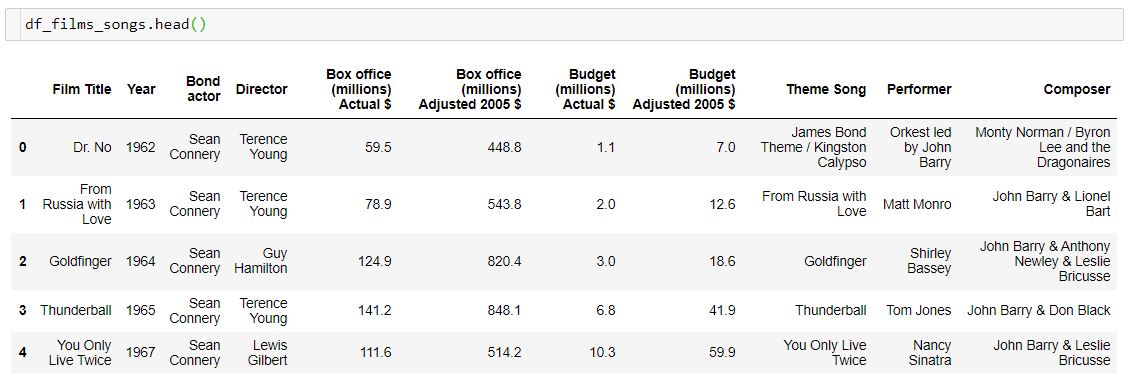 df_films_songs.head()
Film Title Year Bond actor Director Box office (millions) Actual $ Box office (millions) Adjusted 2005 $ Budget (millions) Actual $ Budget (millions) Adjusted 2005 $ Theme Song Performer Composer
0 Dr. No 1962 Sean Connery Terence Young 59.5 448.8 1.1 7.0 James Bond Theme / Kingston Calypso Orkest led by John Barry Monty Norman / Byron Lee and the Dragonaires
1 From Russia with Love 1963 Sean Connery Terence Young 78.9 543.8 2.0 12.6 From Russia with Love Matt Monro John Barry & Lionel Bart
2 Goldfinger 1964 Sean Connery Guy Hamilton 124.9 820.4 3.0 18.6 Goldfinger Shirley Bassey John Barry & Anthony Newley & Leslie Bricusse
3 Thunderball 1965 Sean Connery Terence Young 141.2 848.1 6.8 41.9 Thunderball Tom Jones John Barry & Don Black
4 You Only Live Twice 1967 Sean Connery Lewis Gilbert 111.6 514.2 10.3 59.9 You Only Live Twice Nancy Sinatra John Barry & Leslie Bricusse